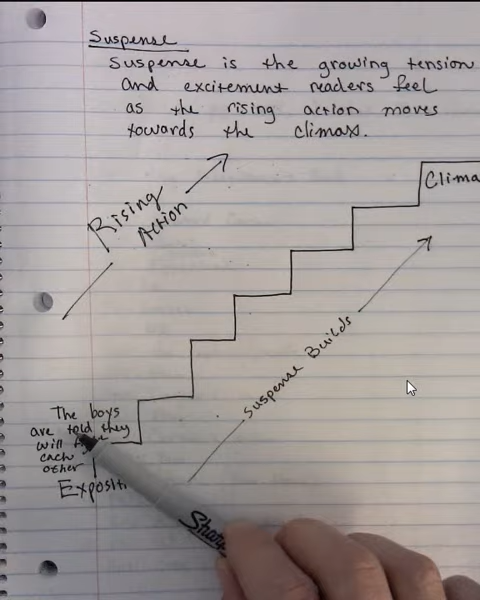 Suspense
Suspense is the growing tension
and excitement readers feel
as the rising action moves
towards the climax.
Rising
Action
Clima
Suspense Builds
The boys
are told they
will
each
other
Expositi
Shar